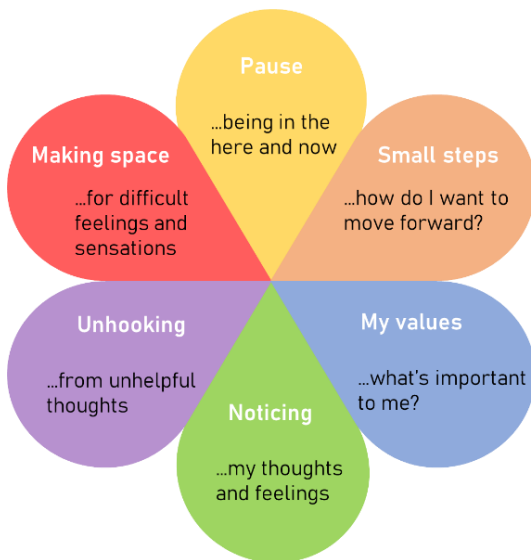 Pause
...being in the
here and now
Small steps
...how do I want to
move forward?
My values
...what's important
to me?
Noticing
...my thoughts
and feelings
Unhooking
...from unhelpful
thoughts
Making space
...for difficult
feelings and
sensations